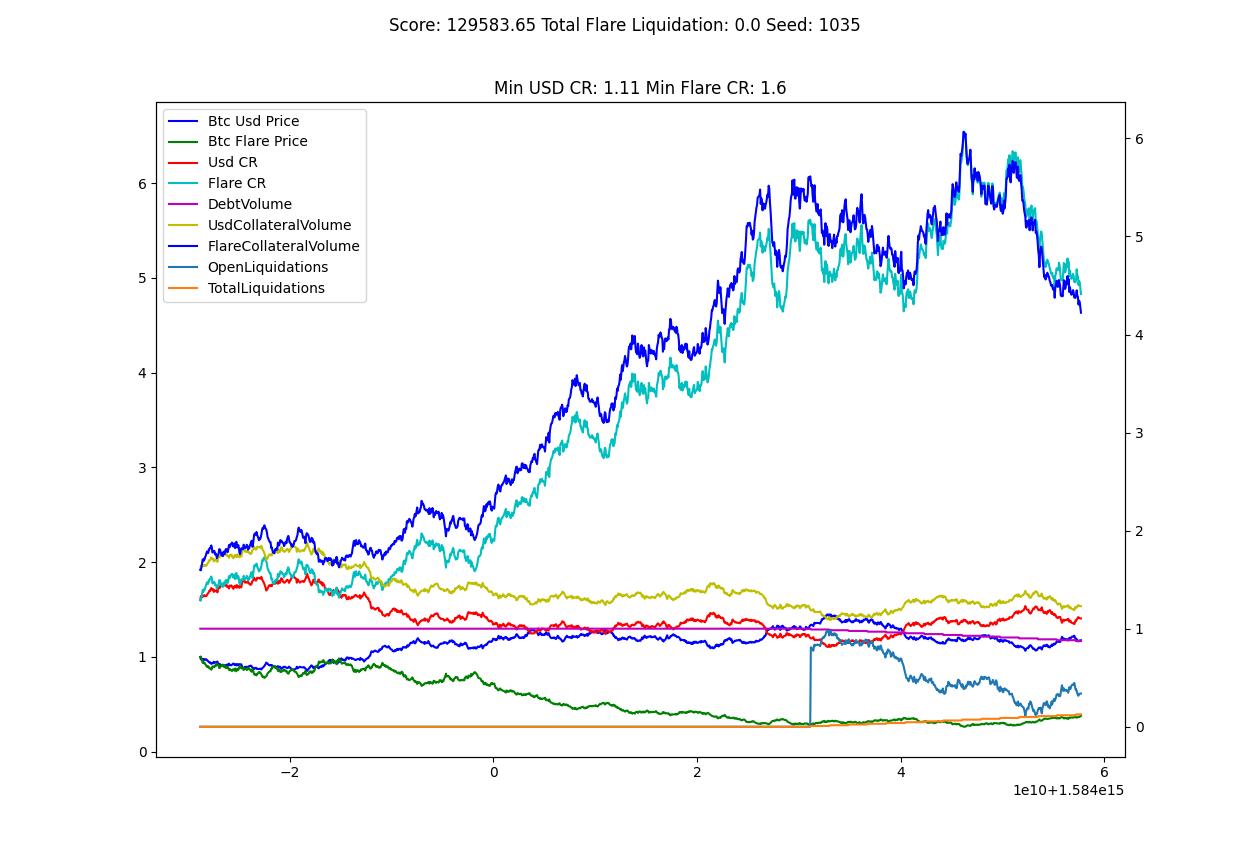 Score: 129583.65 Total Flare Liquidation: 0.0 Seed: 1035
Min USD CR: 1.11 Min Flare CR: 1.6
Btc Usd Price
Btc Flare Price
Usd CR
Flare CR
DebtVolume
UsdCollateralVolume
FlareCollateralVolume
OpenLiquidations
TotalLiquidations
6
5
4
3
2
1
0
6
5
4
3
2
1
0
−2 0 2 4 6
1e10+1.584e15